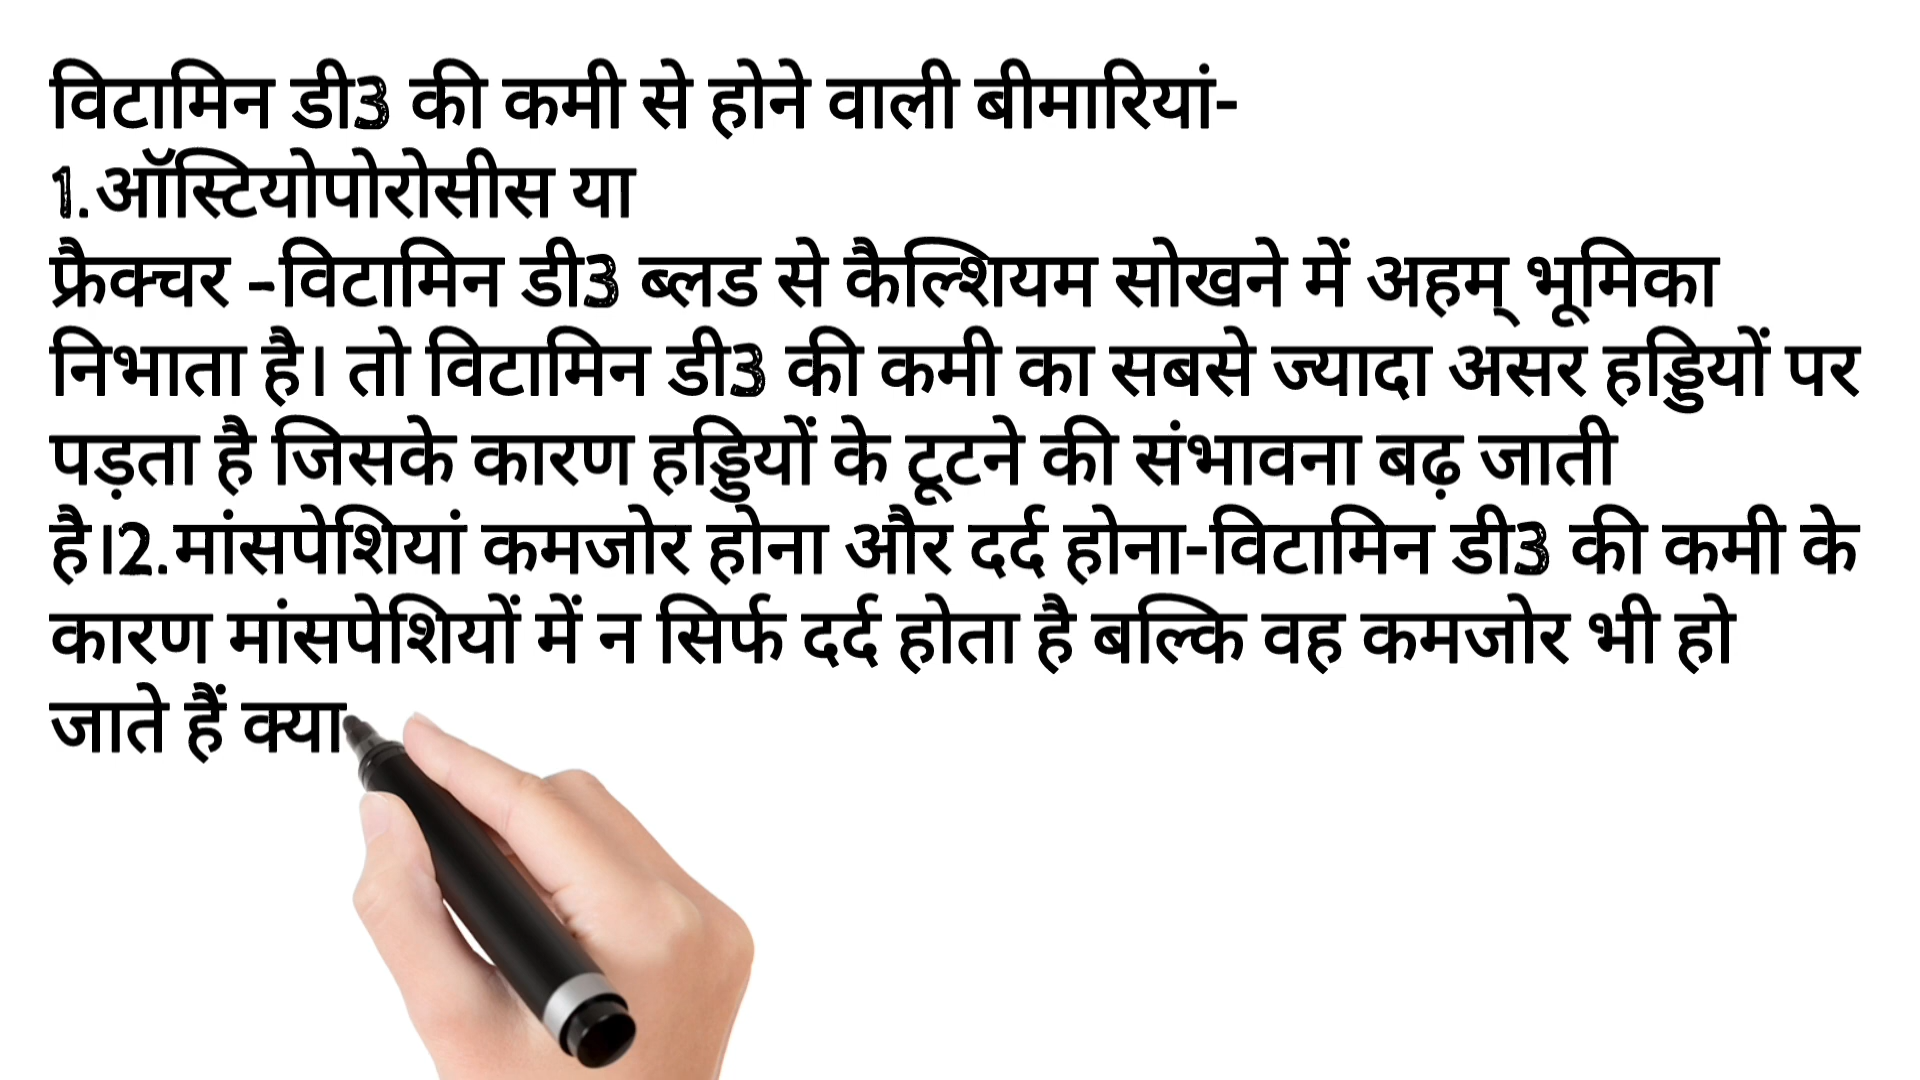 विटामिन डी3 की कमी से होने वाली बीमारियां-
1.ऑस्टियोपोरोसीस या
फ्रैक्चर -विटामिन डी3 ब्लड से कैल्शियम सोखने में अहम् भूमिका
निभाता है। तो विटामिन डी3 की कमी का सबसे ज्यादा असर हड्डियों पर
पड़ता है जिसके कारण हड्डियों के टूटने की संभावना बढ़ जाती
है।2.मांसपेशियां कमजोर होना और दर्द होना-विटामिन डी3 की कमी के
कारण मांसपेशियों में न सिर्फ दर्द होता है बल्कि वह कमजोर भी हो
जाते हैं क्या